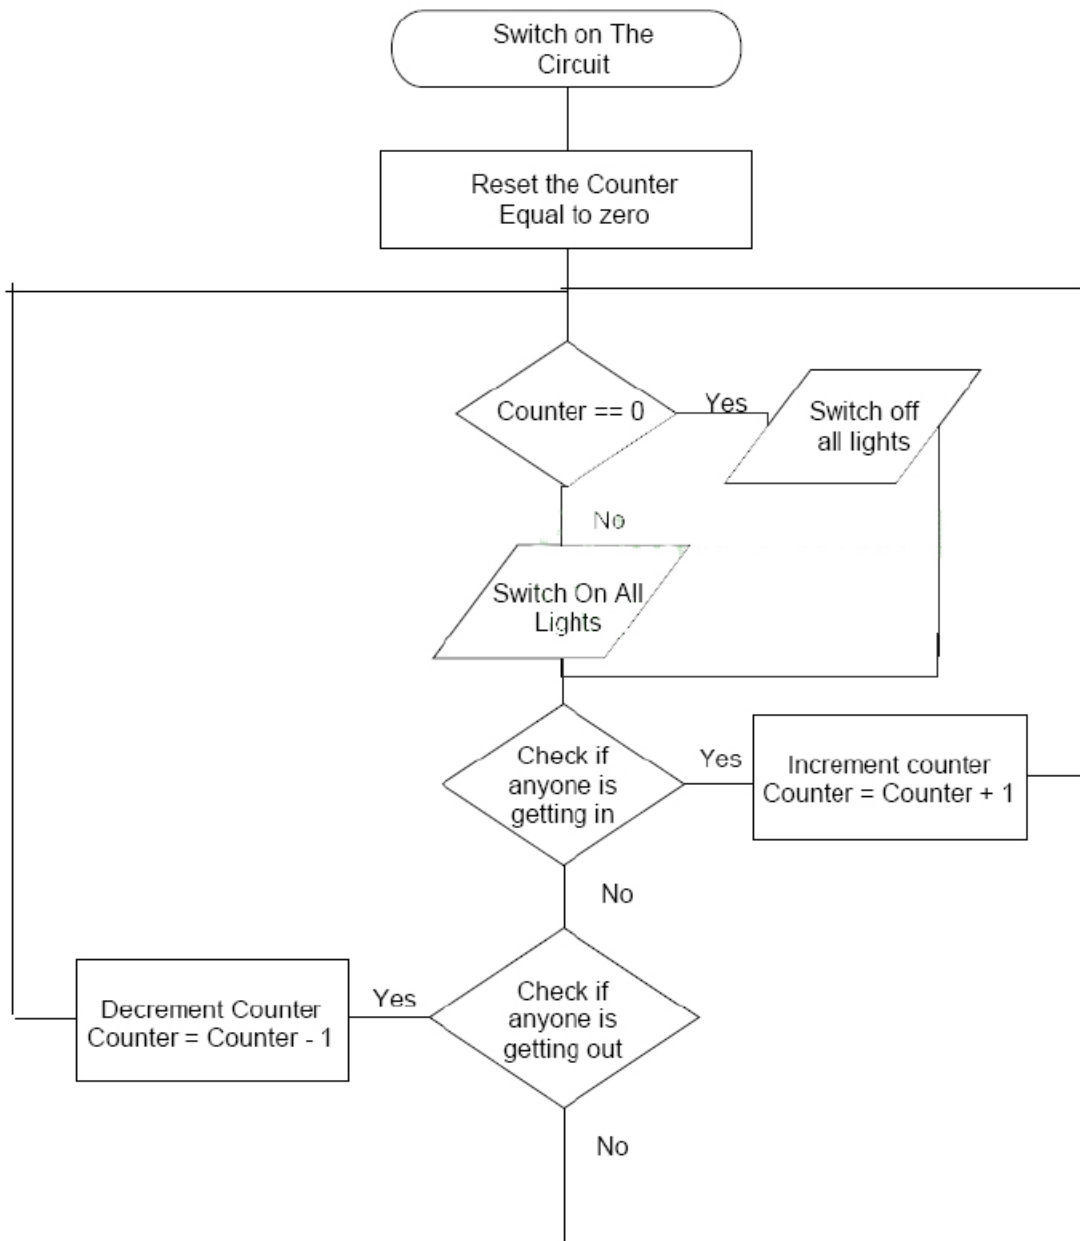 Switch on The
Circuit
Reset the Counter
Equal to zero
Counter == 0
Yes
Switch off
all lights
No
Switch On All
Lights
Check if
anyone is
getting in
Yes
Increment counter
Counter = Counter + 1
No
Check if
anyone is
getting out
Yes
Decrement Counter
Counter = Counter - 1
No